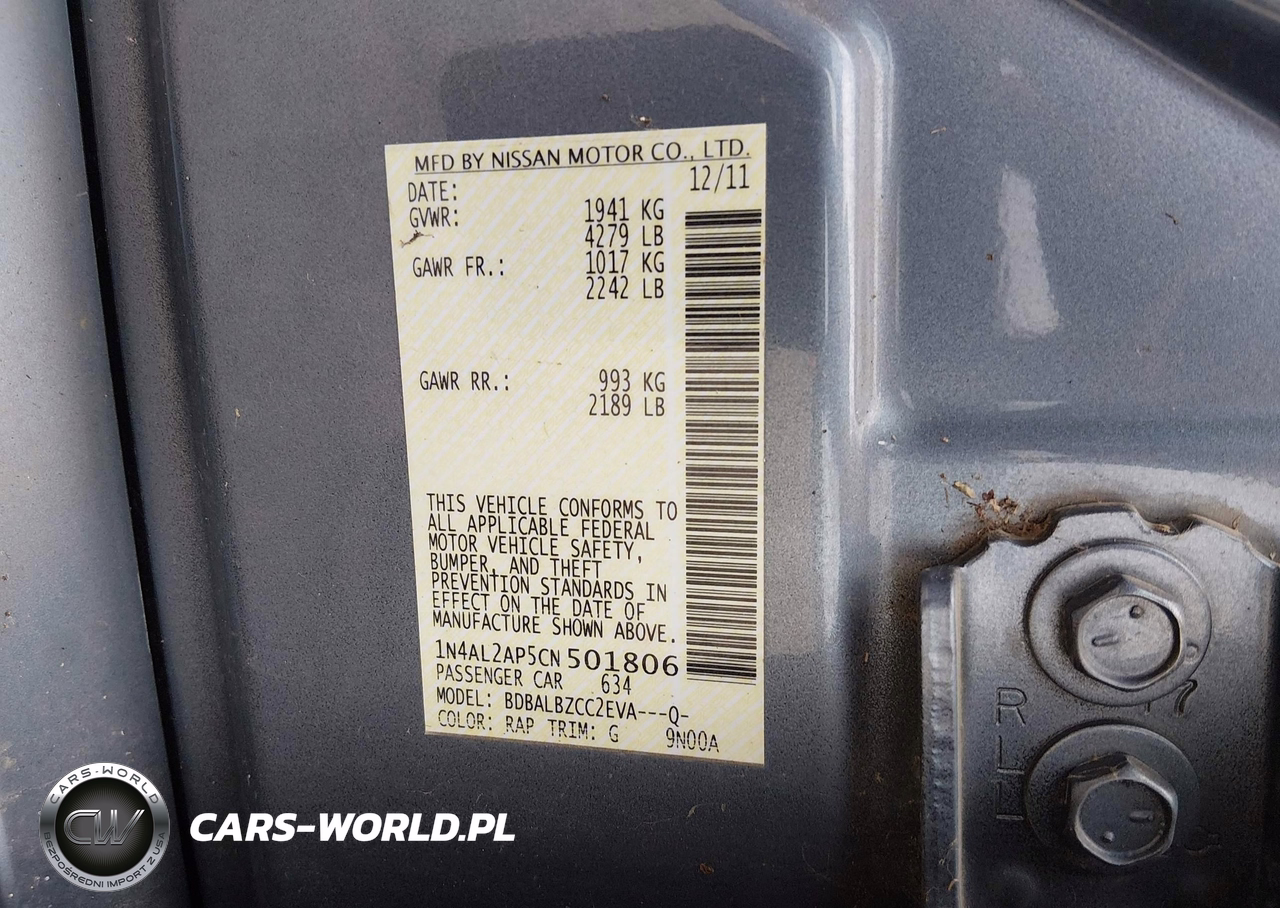 MFD BY NISSAN MOTOR CO., LTD.
DATE: 12/11
GVWR: 1941 KG
4279 LB
GAWR FR.: 1017 KG
2242 LB
GAWR RR.: 993 KG
2189 LB
THIS VEHICLE CONFORMS TO
ALL APPLICABLE FEDERAL
MOTOR VEHICLE SAFETY,
BUMPER, AND THEFT
PREVENTION STANDARDS IN
EFFECT ON THE DATE OF
MANUFACTURE SHOWN ABOVE.
1N4AL2AP5CN501806
PASSENGER CAR 634
MODEL: BDBALBZCC2EVA---Q-
COLOR: RAP TRIM: G 9N00A
CARS-WORLD
CW
BEZPOŚREDNI IMPORT Z USA
CARS-WORLD.PL